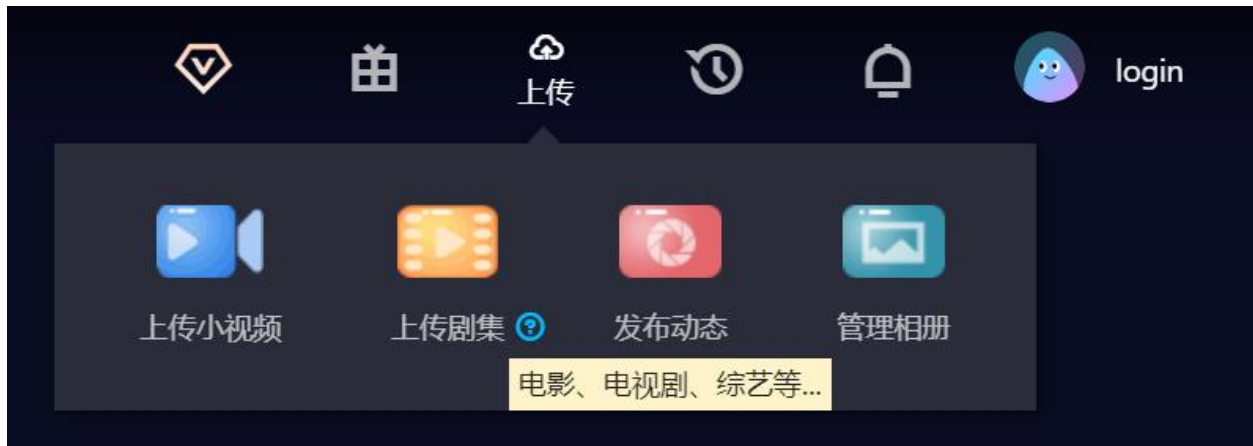 上传
login
上传小视频
上传剧集
发布动态
管理相册
电影、电视剧、综艺等...